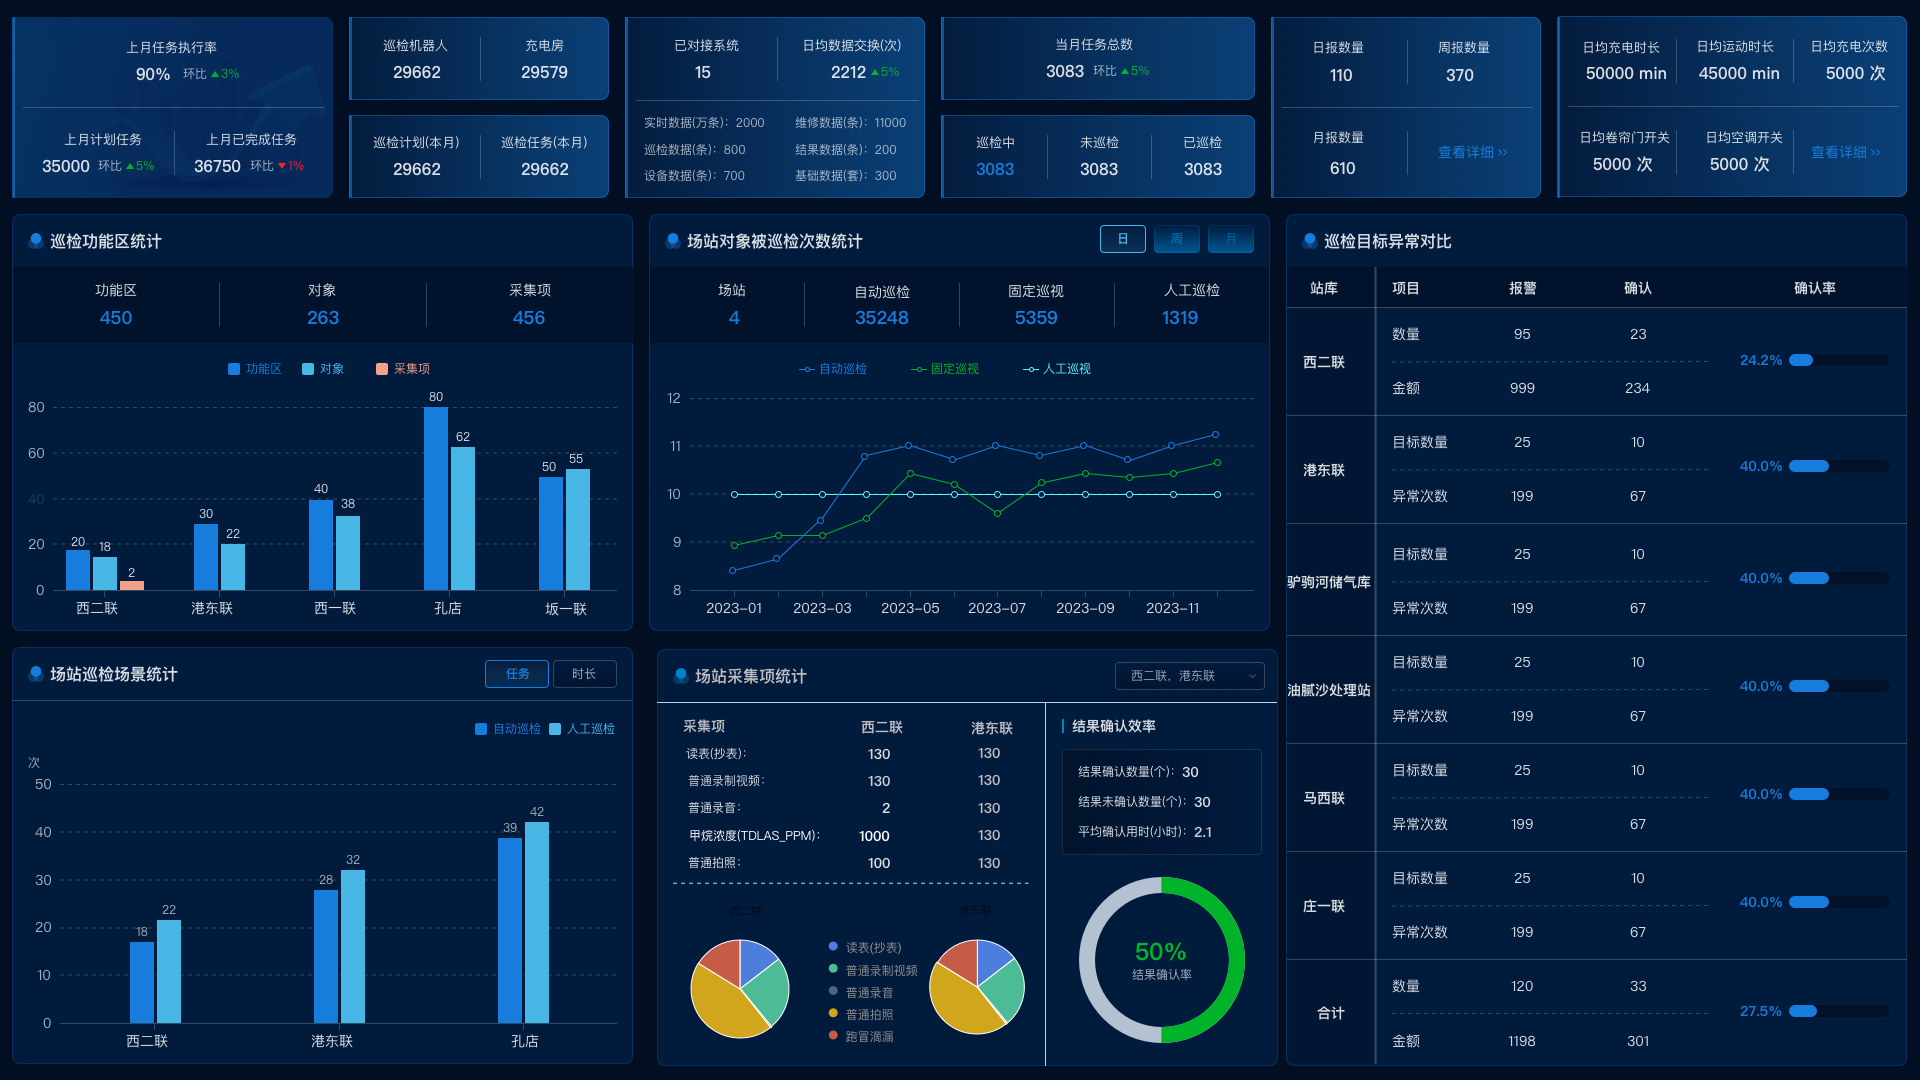 上月任务执行率
90% 环比 3%
上月计划任务 上月已完成任务
35000 环比 5% 36750 环比 1%
巡检机器人 充电房
29662 29579
巡检计划(本月) 巡检任务(本月)
29662 29662
已对接系统 日均数据交换(次)
15 2212 5%
实时数据(万条)：2000 维修数据(条)：11000
巡检数据(条)：800 结果数据(条)：200
设备数据(条)：700 基础数据(套)：300
当月任务总数
3083 环比 5%
巡检中 未巡检 已巡检
3083 3083 3083
日报数量 周报数量
110 370
月报数量 查看详细 >>
610
日均充电时长 日均运动时长 日均充电次数
50000 min 45000 min 5000 次
日均卷帘门开关 日均空调开关 查看详细 >>
5000 次 5000 次
巡检功能区统计
功能区 对象 采集项
450 263 456
功能区 对象 采集项
80
60
40
20
0
20 18 2
30 22
40 38
80 62
50 55
西二联 港东联 西一联 孔店 坂一联
场站对象被巡检次数统计 日 周 月
场站 自动巡检 固定巡视 人工巡检
4 35248 5359 1319
自动巡检 固定巡视 人工巡视
12
11
10
9
8
2023-01 2023-03 2023-05 2023-07 2023-09 2023-11
巡检目标异常对比
站库 项目 报警 确认 确认率
西二联
数量 95 23
24.2%
金额 999 234
港东联
目标数量 25 10
40.0%
异常次数 199 67
驴驹河储气库
目标数量 25 10
40.0%
异常次数 199 67
油腻沙处理站
目标数量 25 10
40.0%
异常次数 199 67
马西联
目标数量 25 10
40.0%
异常次数 199 67
庄一联
目标数量 25 10
40.0%
异常次数 199 67
合计
数量 120 33
27.5%
金额 1198 301
场站巡检场景统计 任务 时长
自动巡检 人工巡检
次
50
40
30
20
10
0
18 22
28 32
39 42
西二联 港东联 孔店
场站采集项统计 西二联，港东联
采集项 西二联 港东联
读表(抄表)： 130 130
普通录制视频： 130 130
普通录音： 2 130
甲烷浓度(TDLAS_PPM)： 1000 130
普通拍照： 100 130
西二联 港东联
读表(抄表)
普通录制视频
普通录音
普通拍照
跑冒滴漏
结果确认效率
结果确认数量(个)：30
结果未确认数量(个)：30
平均确认用时(小时)：2.1
50%
结果确认率